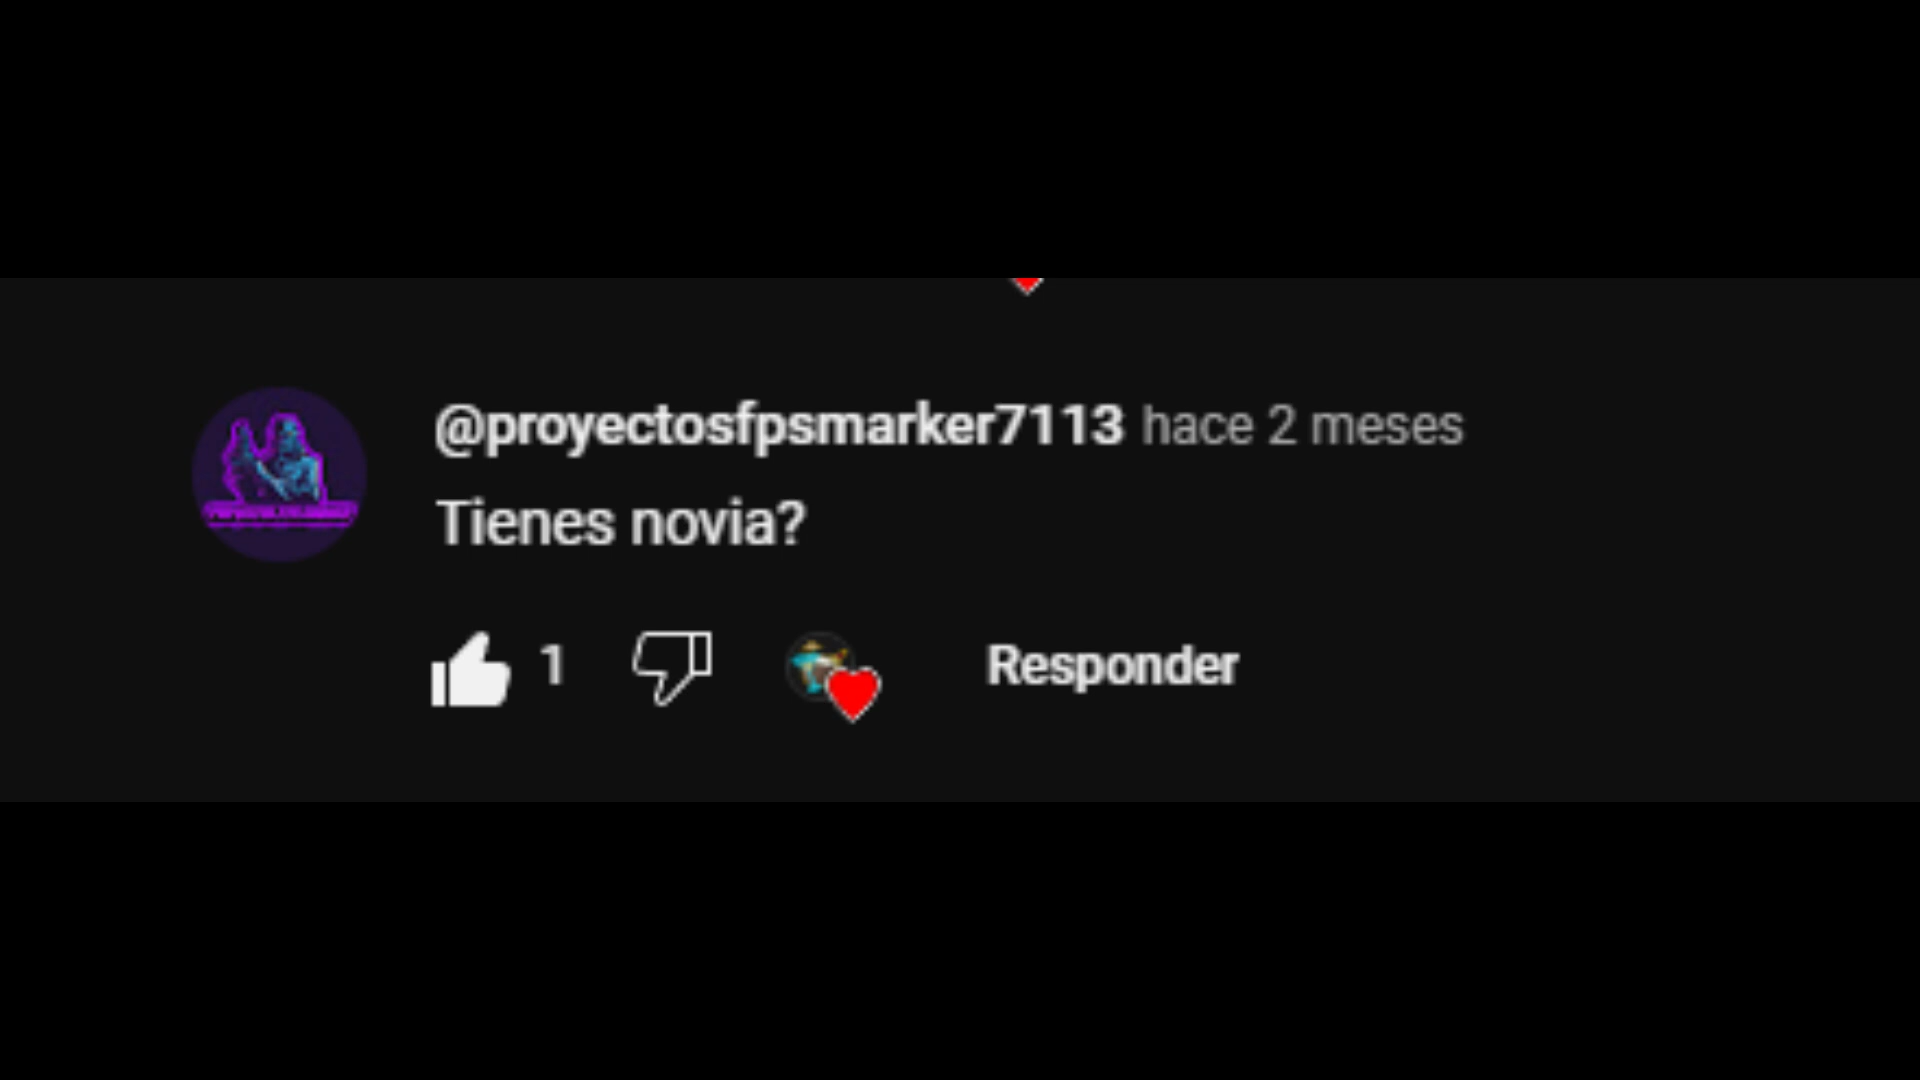 @proyectosfpsmarker7113 hace 2 meses
Tienes novia?
1 Responder